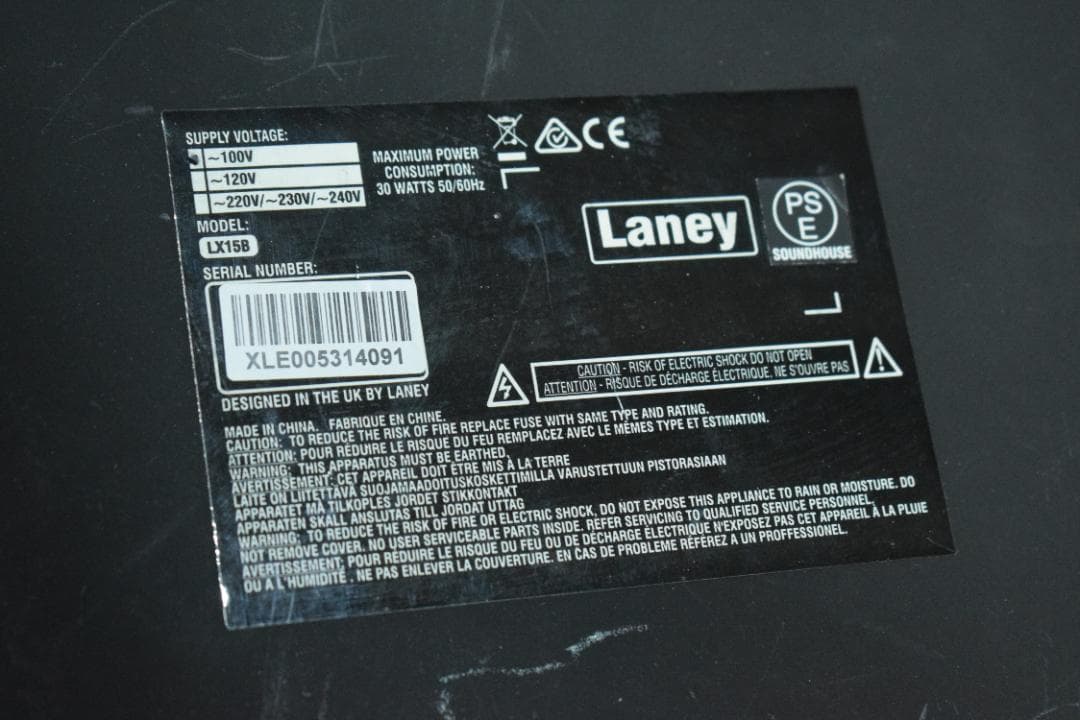 SUPPLY VOLTAGE:
~100V
~120V
~220V/~230V/~240V
MAXIMUM POWER
CONSUMPTION:
30 WATTS 50/60Hz
CE
MODEL:
LX15B
Laney
PS
E
SOUNDHOUSE
SERIAL NUMBER:
XLE005314091
DESIGNED IN THE UK BY LANEY
CAUTION - RISK OF ELECTRIC SHOCK DO NOT OPEN
ATTENTION - RISQUE DE DÉCHARGE ÉLECTRIQUE. NE S'OUVRE PAS
MADE IN CHINA. FABRIQUE EN CHINE.
CAUTION: TO REDUCE THE RISK OF FIRE REPLACE FUSE WITH SAME TYPE AND RATING.
ATTENTION: POUR RÉDUIRE LE RISQUE DU FEU REMPLACEZ AVEC LE MÊMES TYPE ET ESTIMATION.
WARNING: THIS APPARATUS MUST BE EARTHED.
AVERTISSEMENT: CET APPAREIL DOIT ÊTRE MIS À LA TERRE
LAITE ON LIITETTAVA SUOJAMAADOITUSKOSKETTIMILLA VARUSTETTUUN PISTORASIAAN
APPARATET MA TILKOPLES JORDET STIKKONTAKT
APPARATEN SKALL ANSLUTAS TILL JORDAT UTTAG
WARNING: TO REDUCE THE RISK OF FIRE OR ELECTRIC SHOCK, DO NOT EXPOSE THIS APPLIANCE TO RAIN OR MOISTURE. DO
NOT REMOVE COVER. NO USER SERVICEABLE PARTS INSIDE. REFER SERVICING TO QUALIFIED SERVICE PERSONNEL.
AVERTISSEMENT: POUR RÉDUIRE LE RISQUE DU FEU OU DE DÉCHARGE ÉLECTRIQUE N'EXPOSEZ PAS CET APPAREIL À LA PLUIE
OU A L'HUMIDITÉ. NE PAS ENLEVER LA COUVERTURE. EN CAS DE PROBLEME RÉFÉREZ A UN PROFESSIONEL.